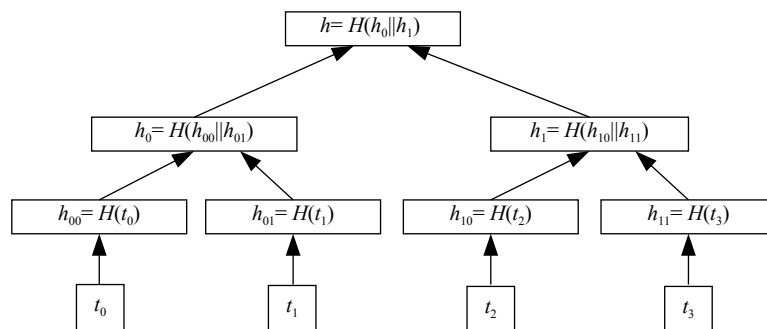 h= H(h₀||h₁)
h₀= H(h₀₀||h₀₁)
h₁= H(h₁₀||h₁₁)
h₀₀= H(t₀)
h₀₁= H(t₁)
h₁₀= H(t₂)
h₁₁= H(t₃)
t₀
t₁
t₂
t₃